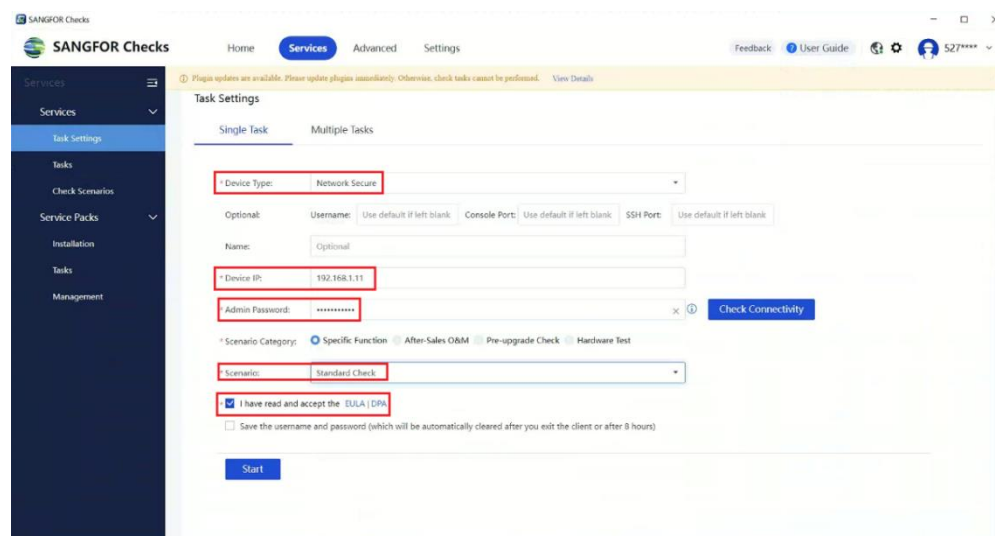 SANGFOR Checks
SANGFOR Checks
Home Services Advanced Settings Feedback User Guide 527****
Services
Plugin updates are available. Please update plugins immediately. Otherwise, check tasks cannot be performed. View Details
Task Settings
Services
Single Task Multiple Tasks
Task Settings
Tasks
Check Scenarios
Service Packs
Installation
Tasks
Management
* Device Type: Network Secure
Optional: Username: Use default if left blank Console Port: Use default if left blank SSH Port: Use default if left blank
Name: Optional
* Device IP: 192.168.1.11
* Admin Password: ••••••••••• Check Connectivity
* Scenario Category: Specific Function After-Sales O&M Pre-upgrade Check Hardware Test
* Scenario: Standard Check
* I have read and accept the EULA | DPA
Save the username and password (which will be automatically cleared after you exit the client or after 8 hours)
Start